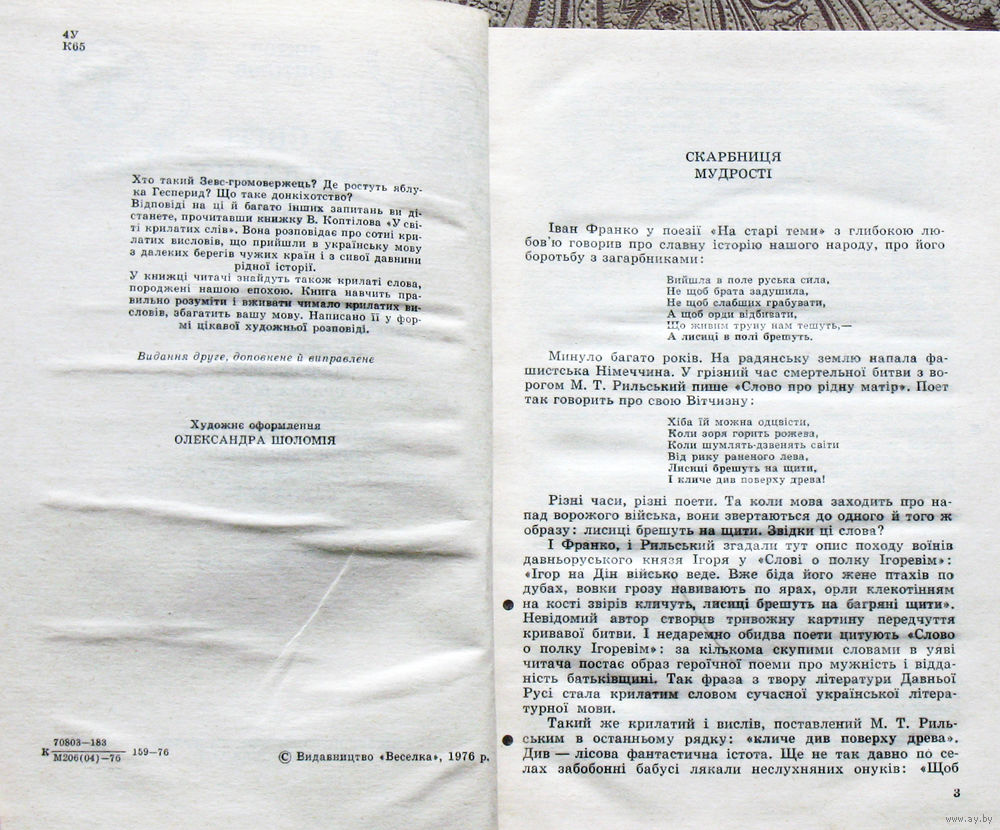 4У
К65
Хто такий Зевс-громовержець? Де ростуть яблу-
ка Гесперид? Що таке донкіхотство?
Відповіді на ці й багато інших запитань ви ді-
станете, прочитавши книжку В. Коптілова «У сві-
ті крилатих слів». Вона розповідає про сотні кри-
латих висловів, що прийшли в українську мову
з далеких берегів чужих країн і з сивої давнини
рідної історії.
У книжці читачі знайдуть також крилаті слова,
породжені нашою епохою. Книга навчить пра-
вильно розуміти і вживати чимало крилатих ви-
словів, збагатить вашу мову. Написано її у фор-
мі цікавої художньої розповіді.
Видання друге, доповнене й виправлене
Художнє оформлення
ОЛЕКСАНДРА ШОЛОМІЯ
К 70803—183
М206(04)—76 159—76
© Видавництво «Веселка», 1976 р.
СКАРБНИЦЯ
МУДРОСТІ
Іван Франко у поезії «На старі теми» з глибокою лю-
бов'ю говорив про славну історію нашого народу, про його
боротьбу з загарбниками:
Вийшла в поле руська сила,
Не щоб брата задушила,
Не щоб слабших грабувати,
А щоб орди відбивати,
Що живим труну нам тешуть,—
А лисиці в полі брешуть.
Минуло багато років. На радянську землю напала фа-
шистська Німеччина. У грізний час смертельної битви з во-
рогом М. Т. Рильський пише «Слово про рідну матір». Поет
так говорить про свою Вітчизну:
Хіба їй можна одцвісти,
Коли зоря горить рожева,
Коли шумлять-дзвенять світи
Від рику раненого лева,
Лисиці брешуть на щити,
І кличе див поверху древа!
Різні часи, різні поети. Та коли мова заходить про на-
пад ворожого війська, вони звертаються до одного й того ж
образу: лисиці брешуть на щити. Звідки ці слова?
І Франко, і Рильський згадали тут опис походу воїнів
давньоруського князя Ігоря у «Слові о полку Ігоревім»:
«Ігор на Дін військо веде. Вже біда його жене птахів по
дубах, вовки грозу навивають по ярах, орли клекотінням
на кості звірів кличуть, лисиці брешуть на багряні щити».
Невідомий автор створив тривожну картину передчуття
кривавої битви. І недаремно обидва поети цитують «Слово
о полку Ігоревім»: за кількома скупими словами в уяві
читача постає образ героїчної поеми про мужність і відда-
ність батьківщині. Так фраза з твору літератури Давньої
Русі стала крилатим словом сучасної української літера-
турної мови.
Такий же крилатий і вислів, поставлений М. Т. Риль-
ським в останньому рядку: «кличе див поверху древа».
Див — лісова фантастична істота. Ще не так давно по се-
лах забобонні бабусі лякали неслухняних онуків: «Щоб
3
www.ay.by